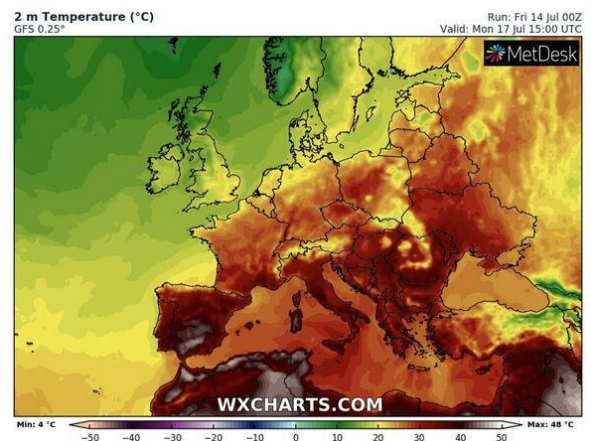 2 m Temperature (°C)
GFS 0.25°
Run: Fri 14 Jul 00Z
Valid: Mon 17 Jul 15:00 UTC
MetDesk
WXCHARTS.COM
Min: 4 °C
−50 −40 −30 −20 −10 0 10 20 30 40 50
Max: 48 °C